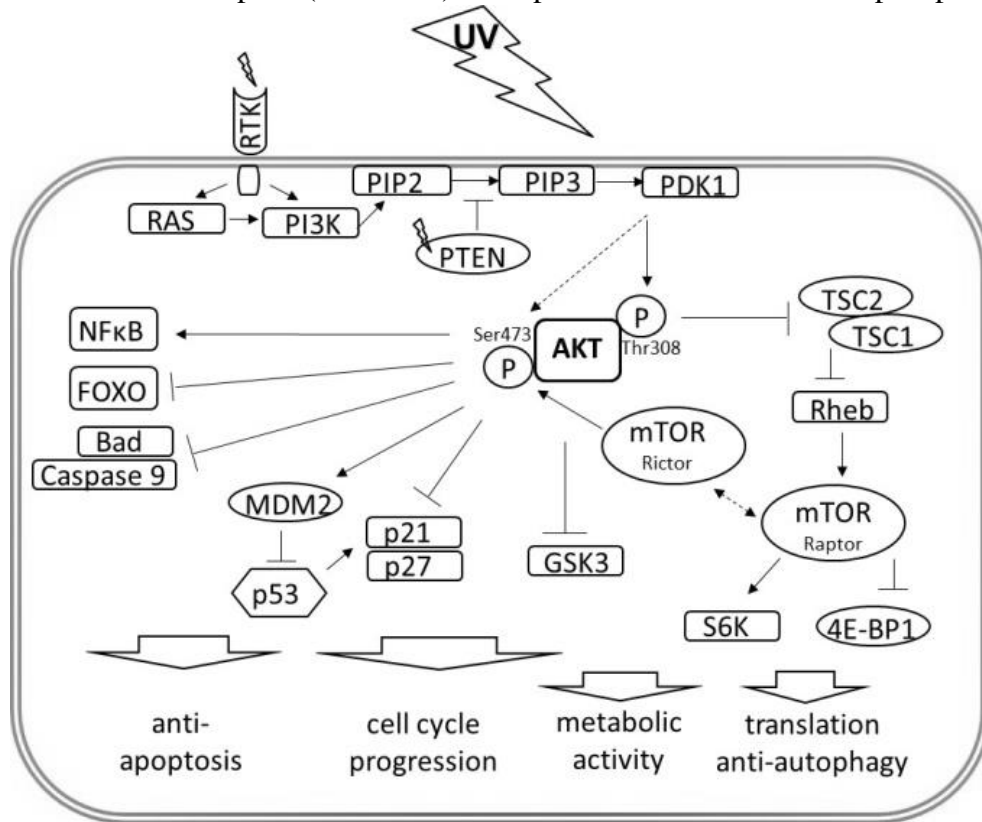 UV
RTK
PIP2
PIP3
PDK1
RAS
PI3K
PTEN
NFκB
FOXO
Bad
Caspase 9
Ser473
P
AKT
P
Thr308
TSC2
TSC1
Rheb
mTOR
Rictor
mTOR
Raptor
MDM2
p21
p27
p53
GSK3
S6K
4E-BP1
anti-
apoptosis
cell cycle
progression
metabolic
activity
translation
anti-autophagy